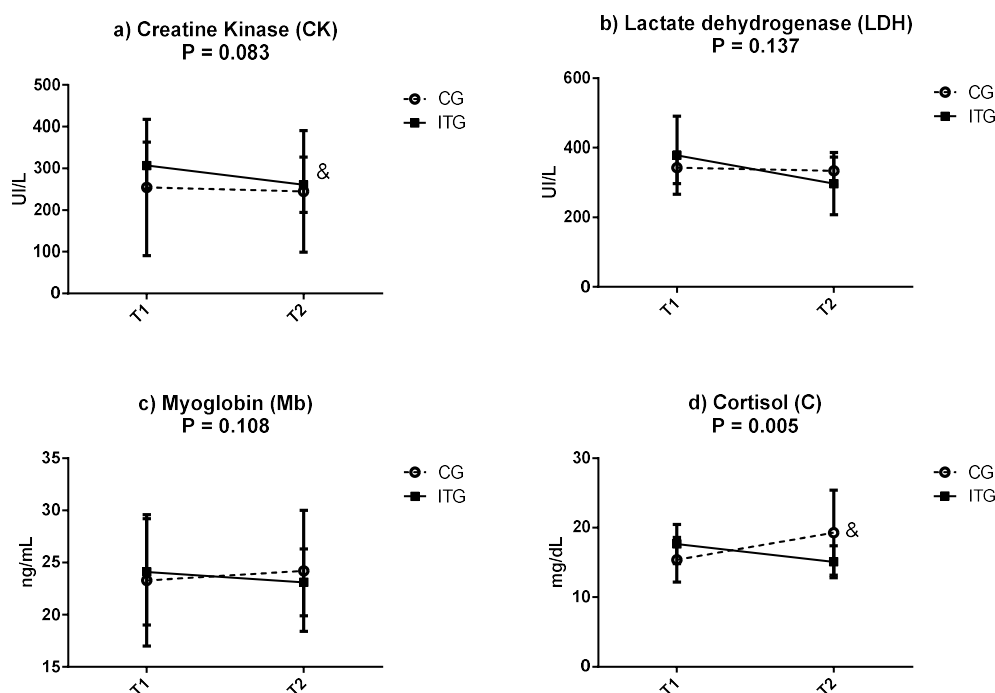 a) Creatine Kinase (CK)
P = 0.083
500
400
300
200
100
0
UI/L
T1
T2
&
CG
ITG
b) Lactate dehydrogenase (LDH)
P = 0.137
600
400
200
0
UI/L
T1
T2
CG
ITG
c) Myoglobin (Mb)
P = 0.108
35
30
25
20
15
ng/mL
T1
T2
CG
ITG
d) Cortisol (C)
P = 0.005
30
20
10
0
mg/dL
T1
T2
&
CG
ITG